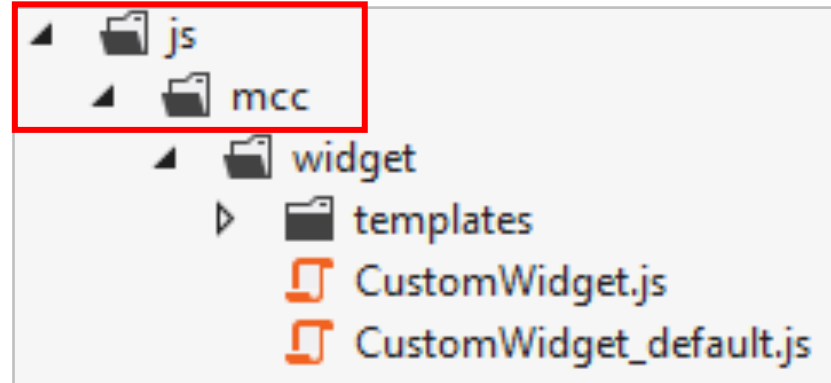 js
mcc
widget
templates
CustomWidget.js
CustomWidget_default.js